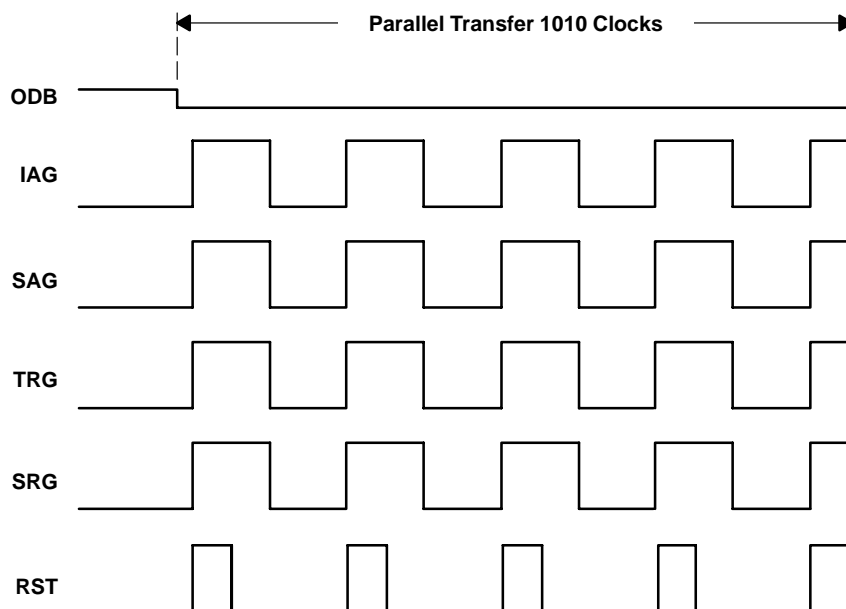 Parallel Transfer 1010 Clocks
ODB
IAG
SAG
TRG
SRG
RST